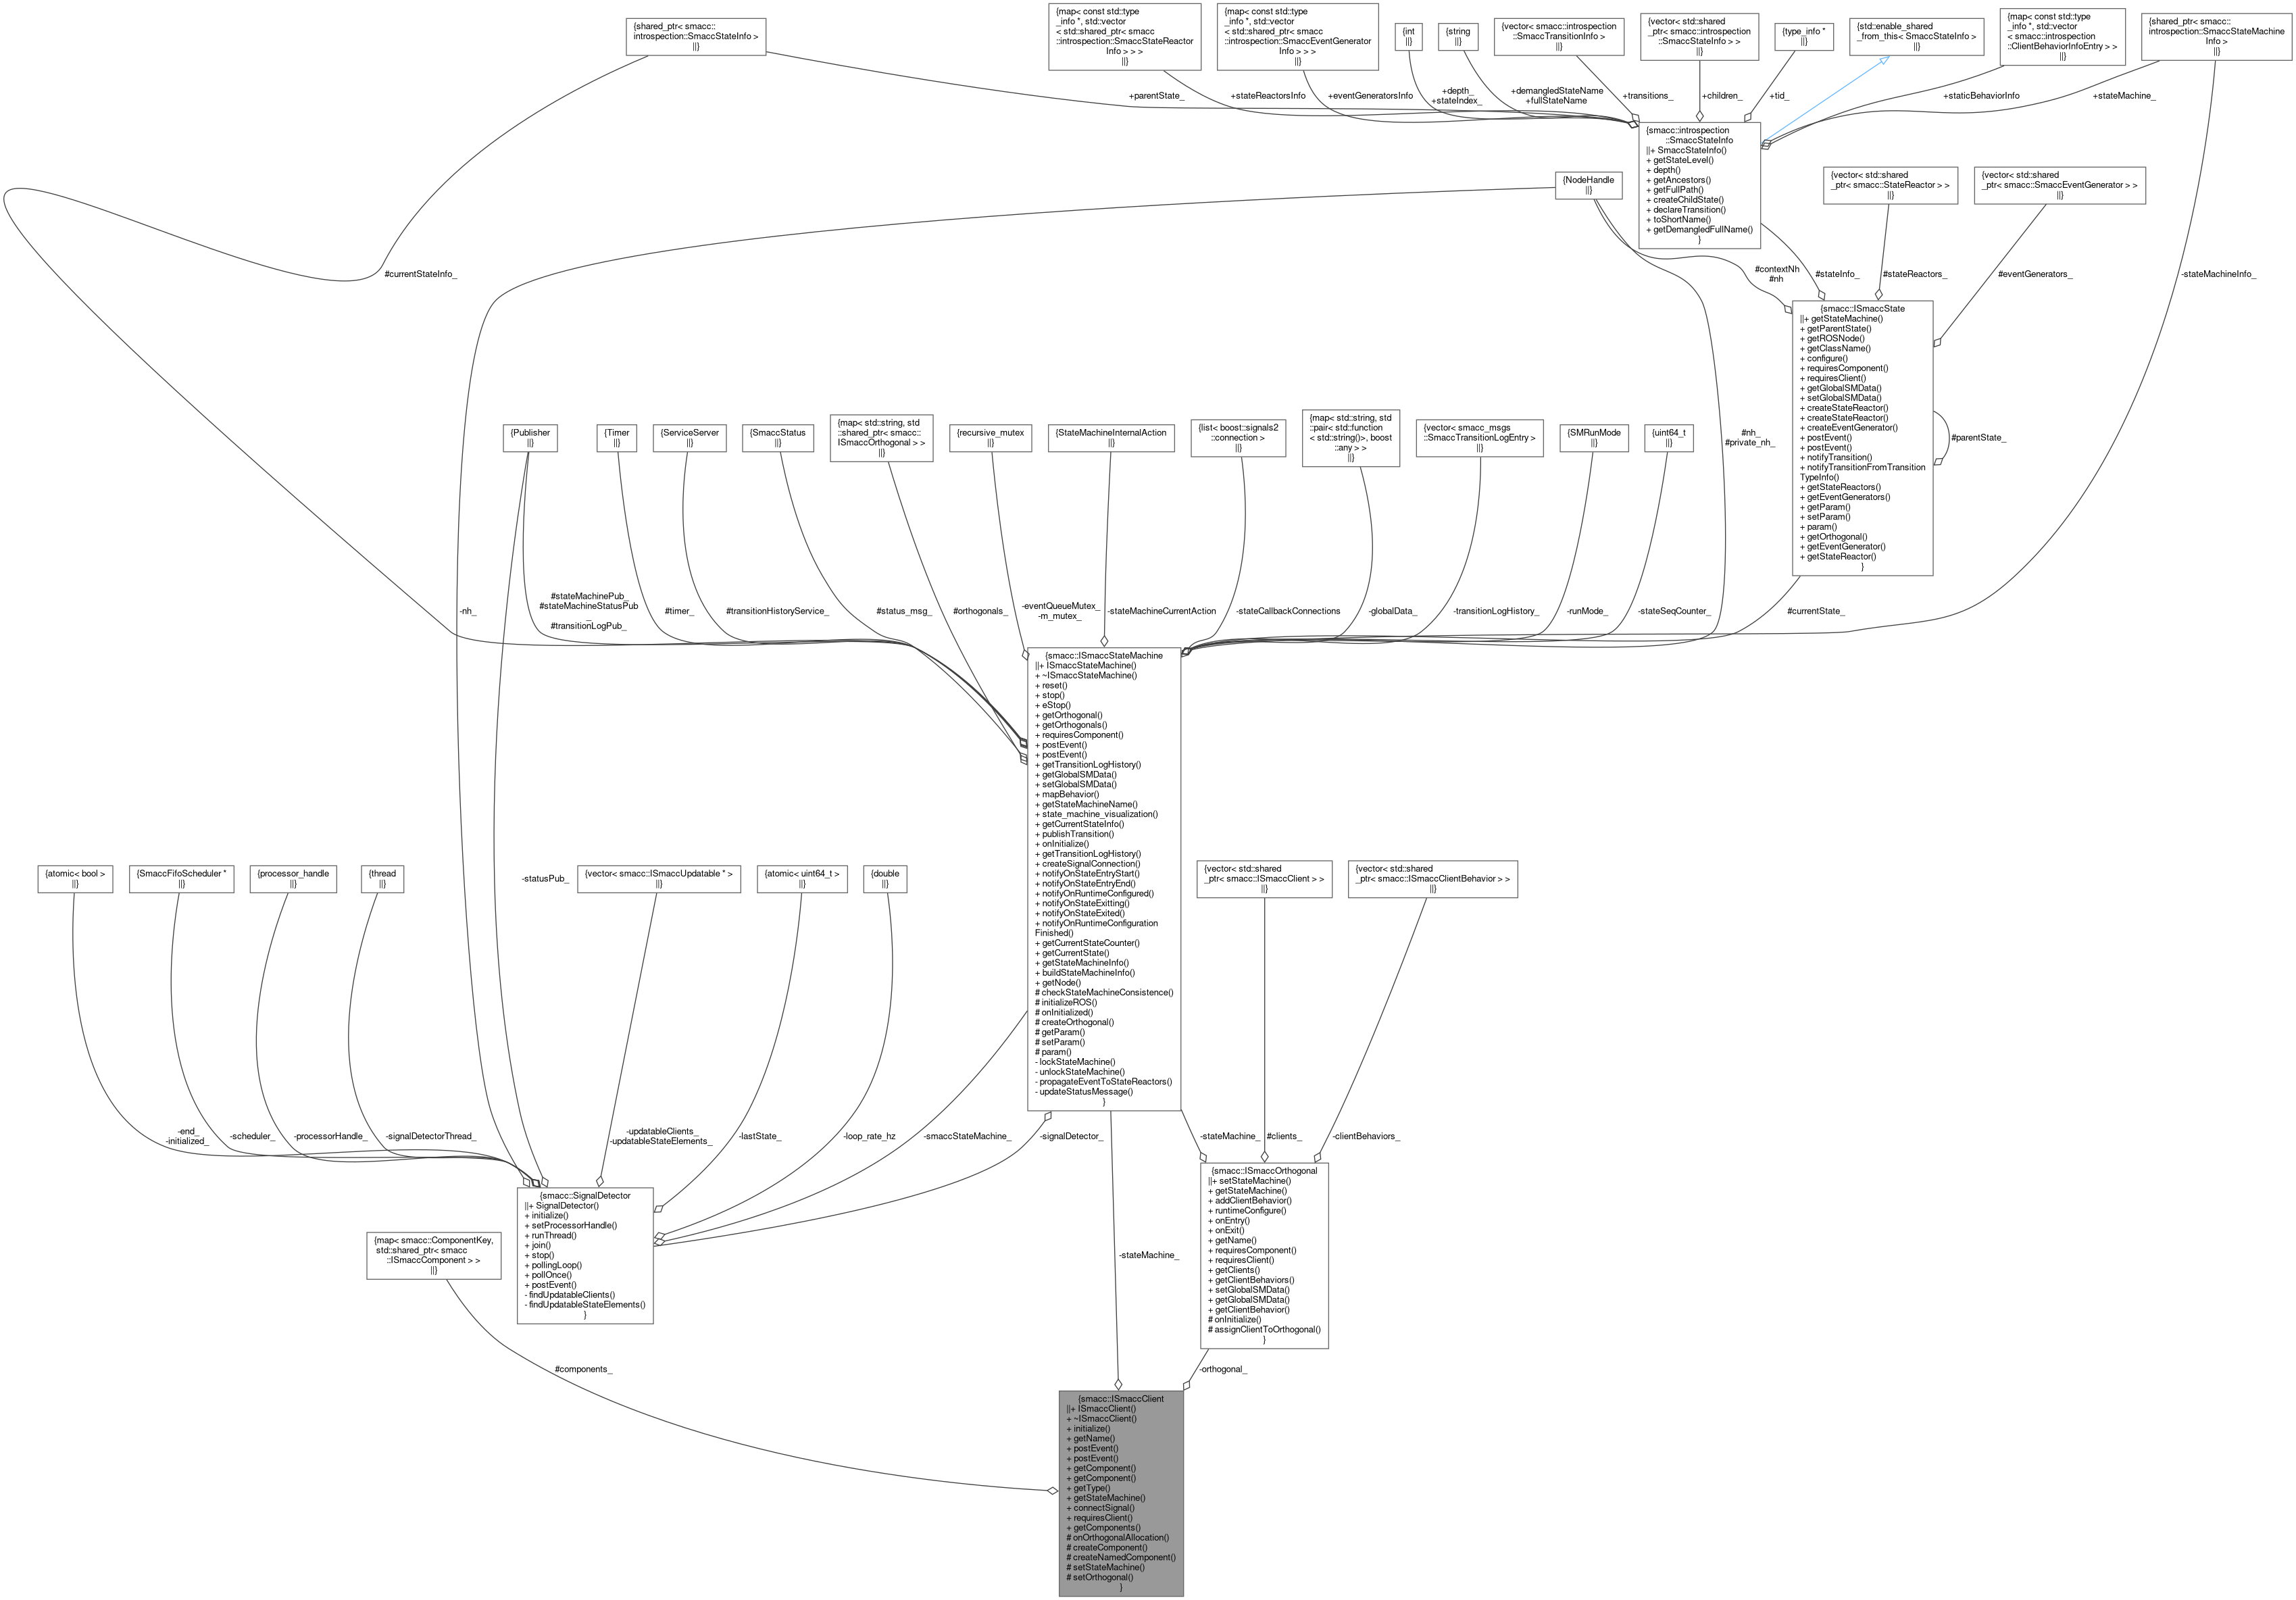 {shared_ptr< smacc::
introspection::SmaccStateInfo >
||}
{map< const std::type
_info *, std::vector
< std::shared_ptr< smacc
::introspection::SmaccStateReactor
Info > > >
||}
{map< const std::type
_info *, std::vector
< std::shared_ptr< smacc
::introspection::SmaccEventGenerator
Info > > >
||}
{int
||}
{string
||}
{vector< smacc::introspection
::SmaccTransitionInfo >
||}
{vector< std::shared
_ptr< smacc::introspection
::SmaccStateInfo > >
||}
{type_info *
||}
{std::enable_shared
_from_this< SmaccStateInfo >
||}
{map< const std::type
_info *, std::vector
< smacc::introspection
::ClientBehaviorInfoEntry > >
||}
{shared_ptr< smacc::
introspection::SmaccStateMachine
Info >
||}
+parentState_
+stateReactorsInfo
+eventGeneratorsInfo
+depth_
+stateIndex_
+demangledStateName
+fullStateName
+transitions_
+children_
+tid_
+staticBehaviorInfo
+stateMachine_
{smacc::introspection
::SmaccStateInfo
||+ SmaccStateInfo()
+ getStateLevel()
+ depth()
+ getAncestors()
+ getFullPath()
+ createChildState()
+ declareTransition()
+ toShortName()
+ getDemangledFullName()
}
{NodeHandle
||}
{vector< std::shared
_ptr< smacc::StateReactor > >
||}
{vector< std::shared
_ptr< smacc::SmaccEventGenerator > >
||}
#currentStateInfo_
#contextNh
#nh
#stateInfo_
#stateReactors_
#eventGenerators_
-stateMachineInfo_
{smacc::ISmaccState
||+ getStateMachine()
+ getParentState()
+ getROSNode()
+ getClassName()
+ configure()
+ requiresComponent()
+ requiresClient()
+ getGlobalSMData()
+ setGlobalSMData()
+ createStateReactor()
+ createStateReactor()
+ createEventGenerator()
+ postEvent()
+ postEvent()
+ notifyTransition()
+ notifyTransitionFromTransition
TypeInfo()
+ getStateReactors()
+ getEventGenerators()
+ getParam()
+ setParam()
+ param()
+ getOrthogonal()
+ getEventGenerator()
+ getStateReactor()
}
#parentState_
{Publisher
||}
{Timer
||}
{ServiceServer
||}
{SmaccStatus
||}
{map< std::string, std
::shared_ptr< smacc::
ISmaccOrthogonal > >
||}
{recursive_mutex
||}
{StateMachineInternalAction
||}
{list< boost::signals2
::connection >
||}
{map< std::string, std
::pair< std::function
< std::string()>, boost
::any > >
||}
{vector< smacc_msgs
::SmaccTransitionLogEntry >
||}
{SMRunMode
||}
{uint64_t
||}
#nh_
#private_nh_
-nh_
#stateMachinePub_
#stateMachineStatusPub
_
#transitionLogPub_
#timer_
#transitionHistoryService_
#status_msg_
#orthogonals_
-eventQueueMutex_
-m_mutex_
-stateMachineCurrentAction
-stateCallbackConnections
-globalData_
-transitionLogHistory_
-runMode_
-stateSeqCounter_
#currentState_
{smacc::ISmaccStateMachine
||+ ISmaccStateMachine()
+ ~ISmaccStateMachine()
+ reset()
+ stop()
+ eStop()
+ getOrthogonal()
+ getOrthogonals()
+ requiresComponent()
+ postEvent()
+ postEvent()
+ getTransitionLogHistory()
+ getGlobalSMData()
+ setGlobalSMData()
+ mapBehavior()
+ getStateMachineName()
+ state_machine_visualization()
+ getCurrentStateInfo()
+ publishTransition()
+ onInitialize()
+ getTransitionLogHistory()
+ createSignalConnection()
+ notifyOnStateEntryStart()
+ notifyOnStateEntryEnd()
+ notifyOnRuntimeConfigured()
+ notifyOnStateExitting()
+ notifyOnStateExited()
+ notifyOnRuntimeConfiguration
Finished()
+ getCurrentStateCounter()
+ getCurrentState()
+ getStateMachineInfo()
+ buildStateMachineInfo()
+ getNode()
# checkStateMachineConsistence()
# initializeROS()
# onInitialized()
# createOrthogonal()
# getParam()
# setParam()
# param()
- lockStateMachine()
- unlockStateMachine()
- propagateEventToStateReactors()
- updateStatusMessage()
}
{atomic< bool >
||}
{SmaccFifoScheduler *
||}
{processor_handle
||}
{thread
||}
-statusPub_
{vector< smacc::ISmaccUpdatable * >
||}
{atomic< uint64_t >
||}
{double
||}
{vector< std::shared
_ptr< smacc::ISmaccClient > >
||}
{vector< std::shared
_ptr< smacc::ISmaccClientBehavior > >
||}
-end_
-initialized_
-scheduler_
-processorHandle_
-signalDetectorThread_
-updatableClients_
-updatableStateElements_
-lastState_
-loop_rate_hz
-smaccStateMachine_
-signalDetector_
-stateMachine_
#clients_
-clientBehaviors_
{smacc::SignalDetector
||+ SignalDetector()
+ initialize()
+ setProcessorHandle()
+ runThread()
+ join()
+ stop()
+ pollingLoop()
+ pollOnce()
+ postEvent()
- findUpdatableClients()
- findUpdatableStateElements()
}
{smacc::ISmaccOrthogonal
||+ setStateMachine()
+ getStateMachine()
+ addClientBehavior()
+ runtimeConfigure()
+ onEntry()
+ onExit()
+ getName()
+ requiresComponent()
+ requiresClient()
+ getClients()
+ getClientBehaviors()
+ setGlobalSMData()
+ getGlobalSMData()
+ getClientBehavior()
# onInitialize()
# assignClientToOrthogonal()
}
{map< smacc::ComponentKey,
std::shared_ptr< smacc
::ISmaccComponent > >
||}
-stateMachine_
#components_
-orthogonal_
{smacc::ISmaccClient
||+ ISmaccClient()
+ ~ISmaccClient()
+ initialize()
+ getName()
+ postEvent()
+ postEvent()
+ getComponent()
+ getComponent()
+ getType()
+ getStateMachine()
+ connectSignal()
+ requiresClient()
+ getComponents()
# onOrthogonalAllocation()
# createComponent()
# createNamedComponent()
# setStateMachine()
# setOrthogonal()
}